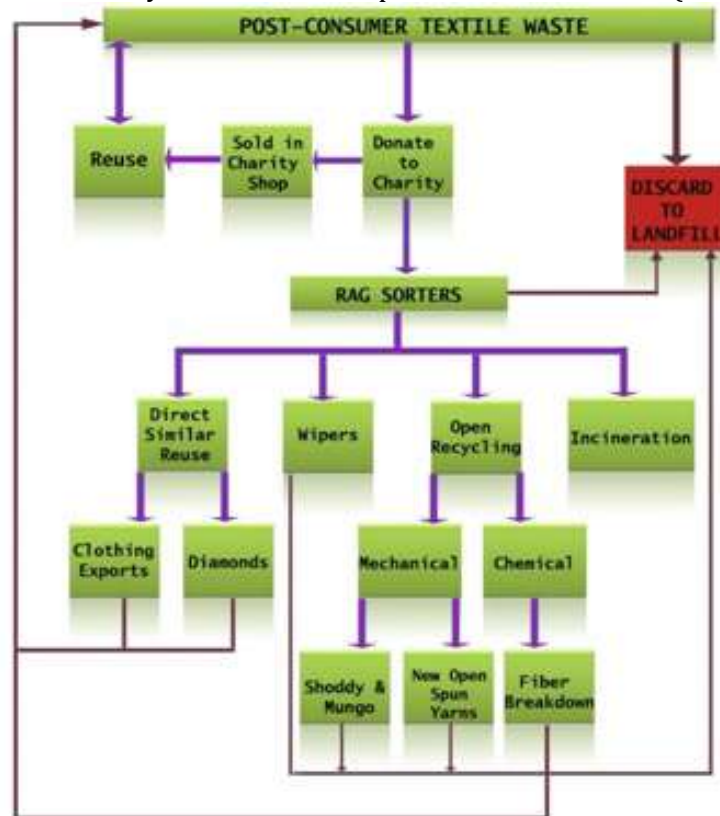 POST-CONSUMER TEXTILE WASTE
Reuse
Sold in
Charity
Shop
Donate
to
Charity
DISCARD
TO
LANDFILL
RAG SORTERS
Direct
Similar
Reuse
Wipers
Open
Recycling
Incineration
Clothing
Exports
Diamonds
Mechanical
Chemical
Shoddy &
Mungo
New Open
Spun
Yarns
Fiber
Breakdown